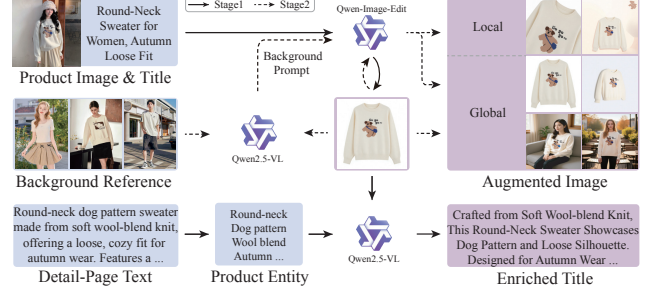 Stage1
Stage2
Qwen-Image-Edit
Round-Neck
Sweater for
Women, Autumn
Loose Fit
Product Image & Title
Background
Prompt
Local
Global
Augmented Image
Qwen2.5-VL
Background Reference
Round-neck dog pattern sweater
made from soft wool-blend knit,
offering a loose, cozy fit for
autumn wear. Features a ...
Detail-Page Text
Round-neck
Dog pattern
Wool blend
Autumn ...
Product Entity
Qwen2.5-VL
Crafted from Soft Wool-blend Knit,
This Round-Neck Sweater Showcases
Dog Pattern and Loose Silhouette.
Designed for Autumn Wear ...
Enriched Title